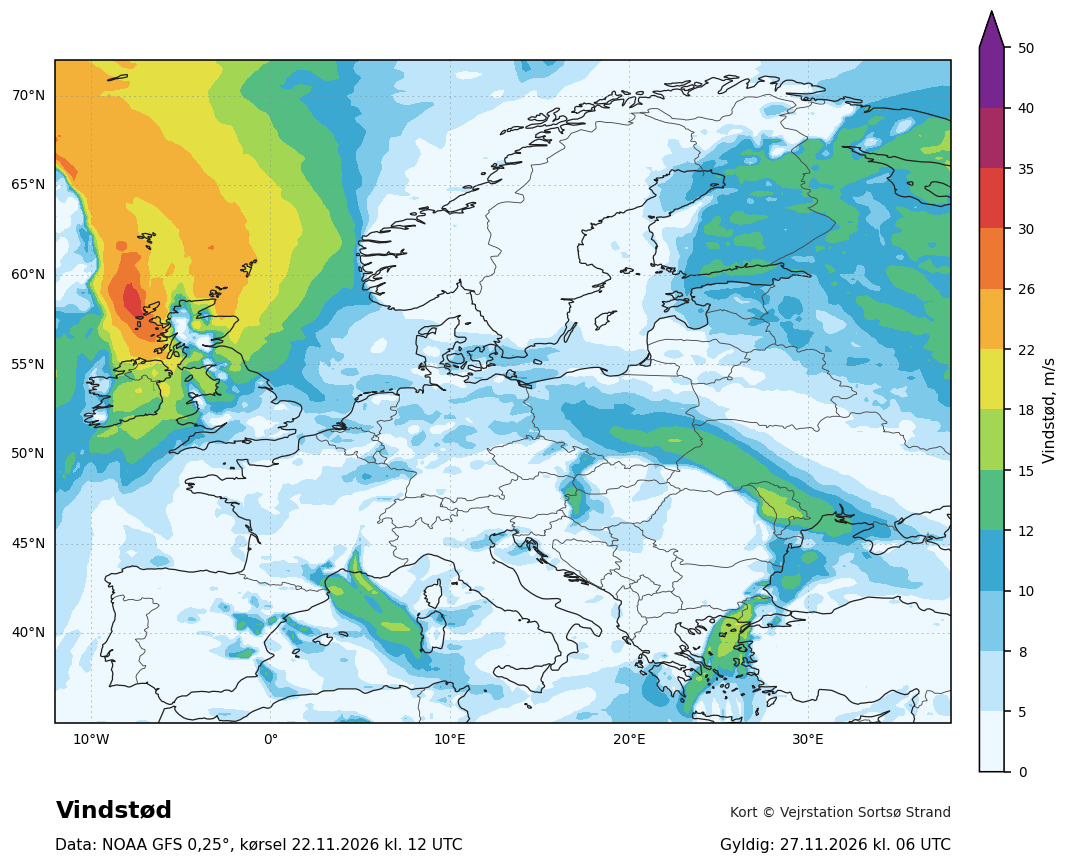 70°N
65°N
60°N
55°N
50°N
45°N
40°N
10°W
0°
10°E
20°E
30°E
50
40
35
30
26
22
18
15
12
10
8
5
0
Vindstød, m/s
Vindstød
Kort © Vejrstation Sortsø Strand
Data: NOAA GFS 0,25°, kørsel 22.11.2026 kl. 12 UTC
Gyldig: 27.11.2026 kl. 06 UTC